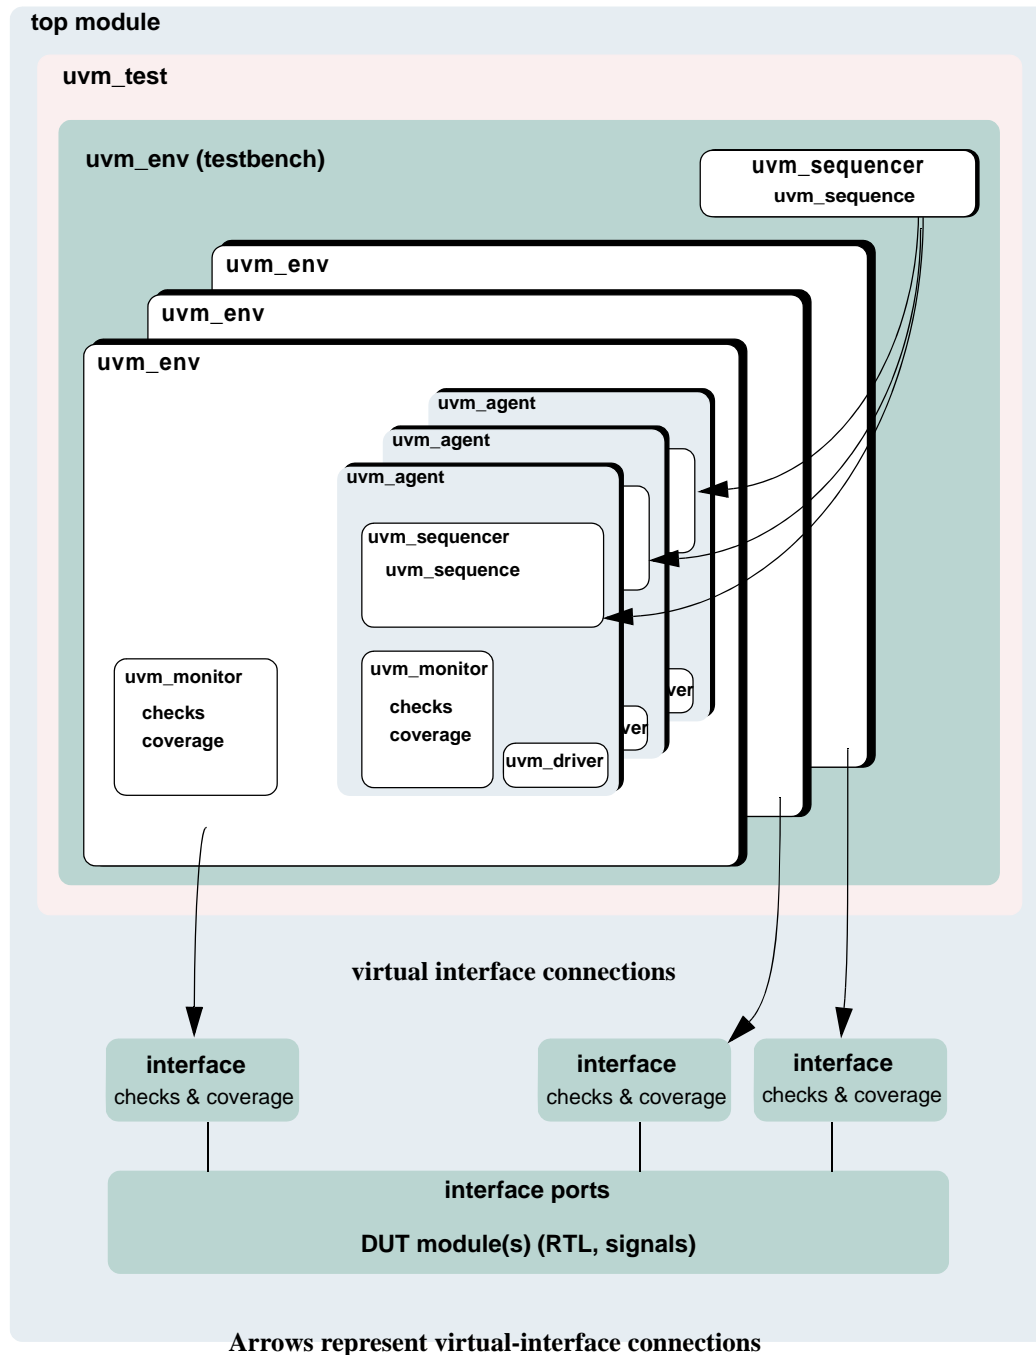 top module
uvm_test
uvm_env (testbench)
uvm_sequencer
uvm_sequence
uvm_env
uvm_env
uvm_env
uvm_agent
uvm_agent
uvm_agent
uvm_sequencer
uvm_sequence
uvm_monitor
checks
coverage
uvm_monitor
checks
coverage
uvm_driver
ver
ver
virtual interface connections
interface
checks & coverage
interface
checks & coverage
interface
checks & coverage
interface ports
DUT module(s) (RTL, signals)
Arrows represent virtual-interface connections